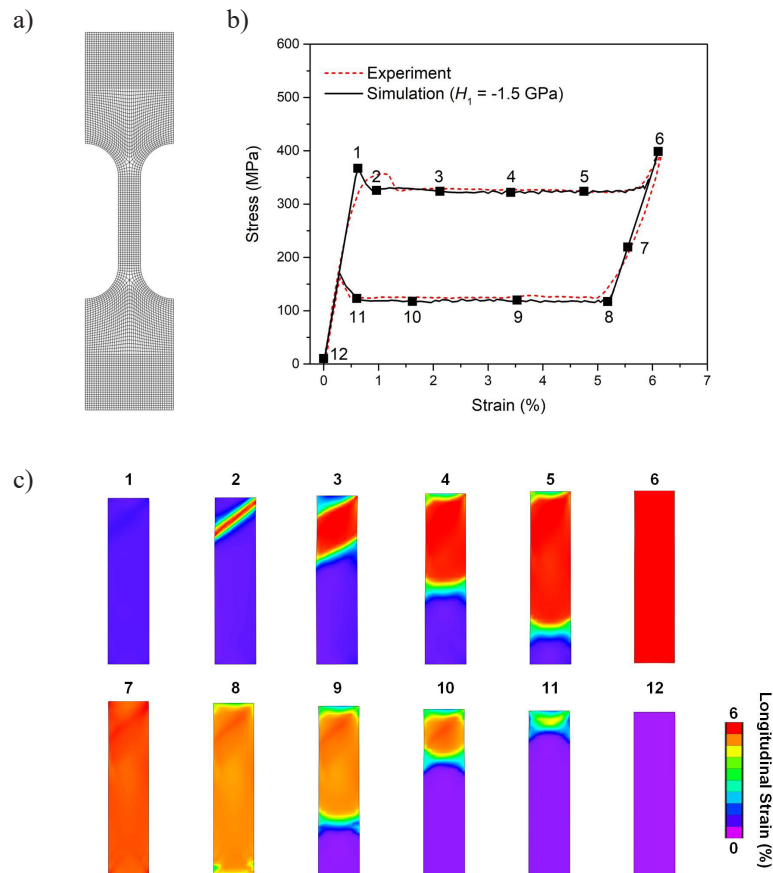 a)
b)
600
500
400
300
200
100
0
Stress (MPa)
Experiment
Simulation (H₁ = -1.5 GPa)
1
2
3
4
5
6
7
8
9
10
11
12
0 1 2 3 4 5 6 7
Strain (%)
c)
1 2 3 4 5 6
7 8 9 10 11 12
6
0
Longitudinal Strain (%)